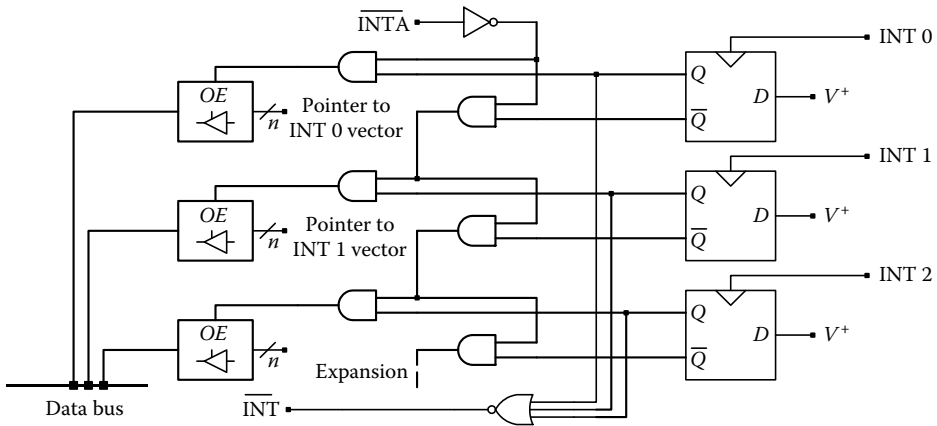 INTA
INT 0
OE
n
Pointer to
INT 0 vector
Q
Q
D
V+
INT 1
OE
n
Pointer to
INT 1 vector
Q
Q
D
V+
INT 2
OE
n
Q
Q
D
V+
Expansion
Data bus
INT